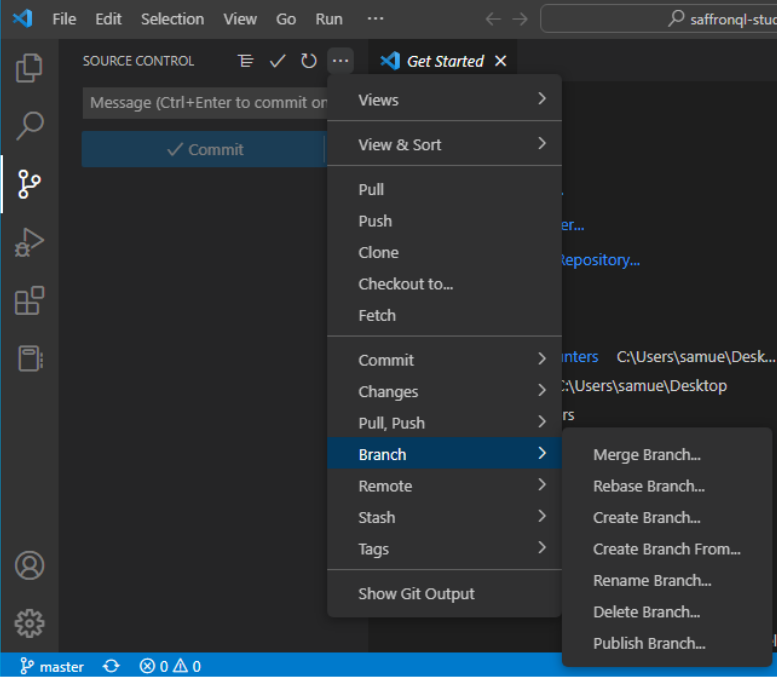 File Edit Selection View Go Run ··· saffronql-stu
SOURCE CONTROL ··· Get Started
Message (Ctrl+Enter to commit on
Commit
Views
View & Sort
Pull
Push
er...
Clone
Repository...
Checkout to...
Fetch
Commit
C:\Users\samue\Desk...
Changes
:\Users\samue\Desktop
Pull, Push
rs
Branch
Remote
Stash
Tags
Show Git Output
Merge Branch...
Rebase Branch...
Create Branch...
Create Branch From...
Rename Branch...
Delete Branch...
Publish Branch...
master 0 0